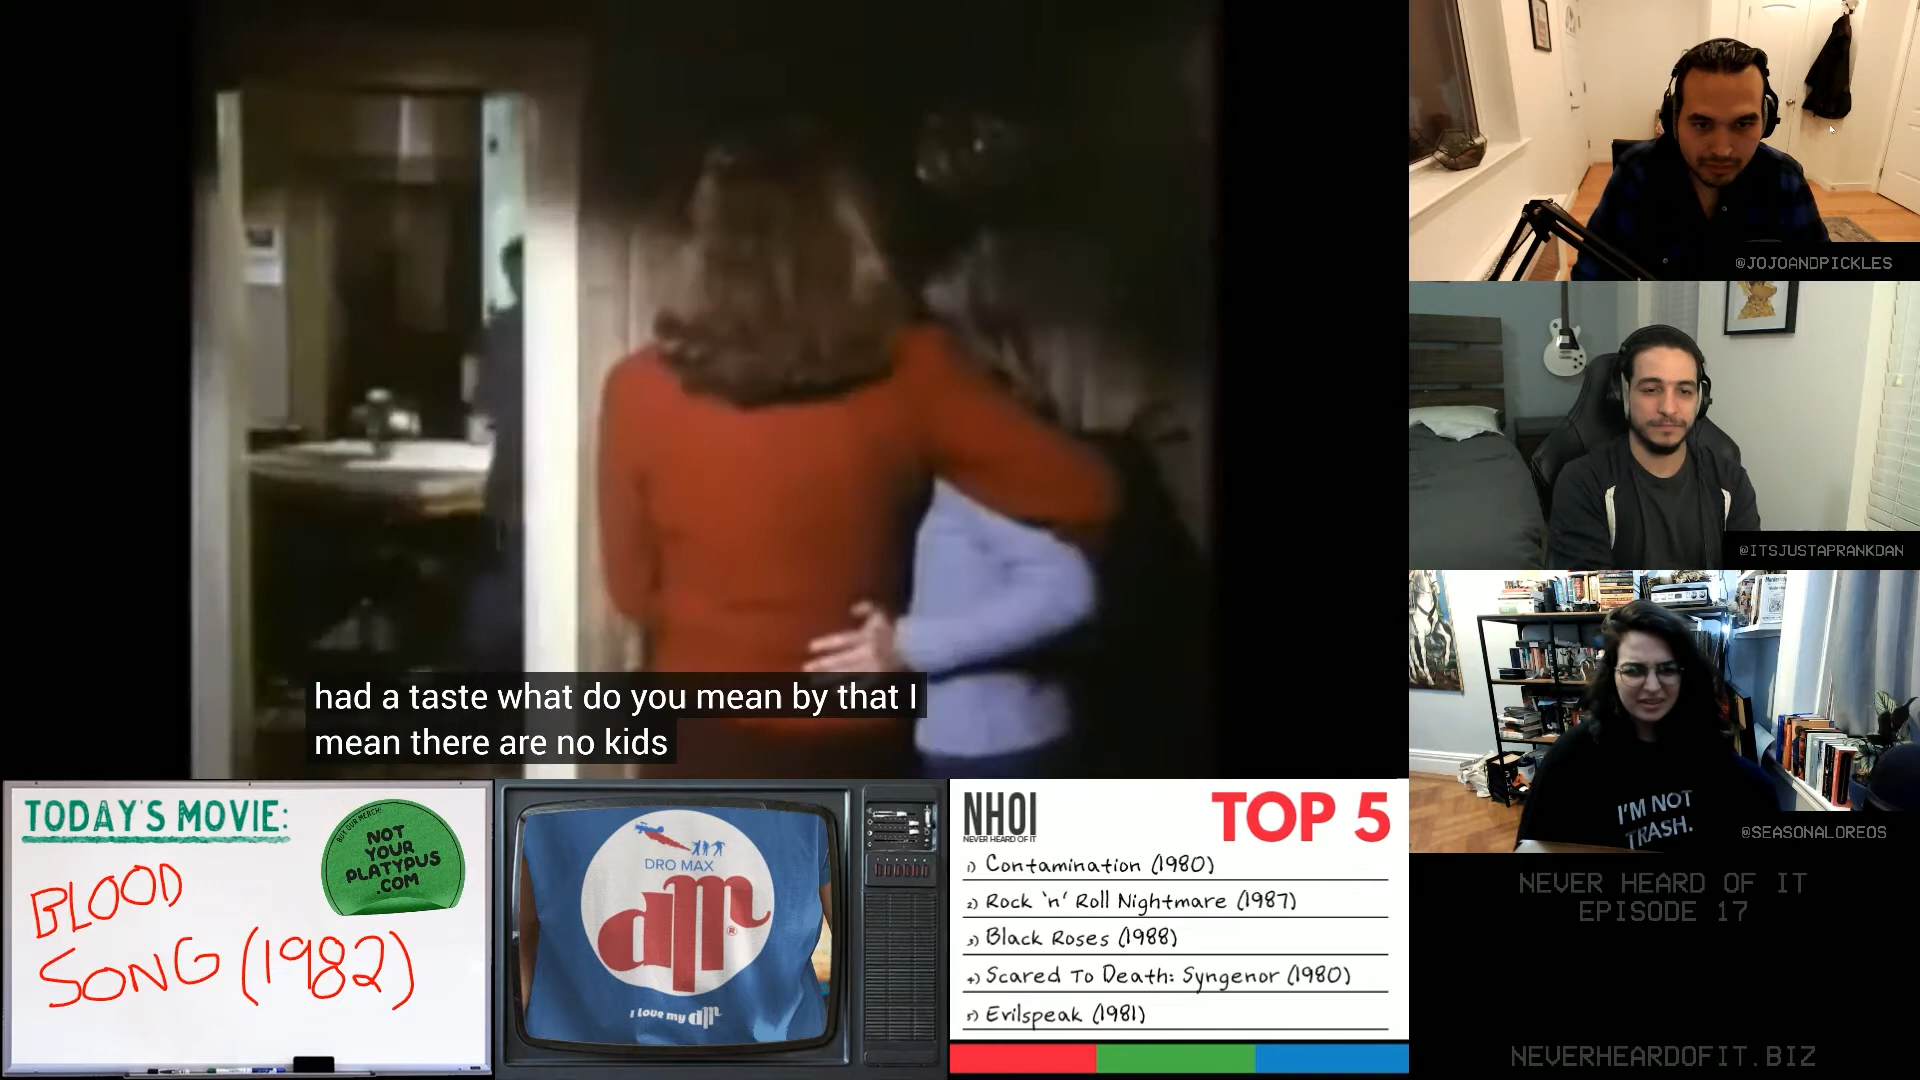 had a taste what do you mean by that I
mean there are no kids
@JOJOANDPICKLES
@ITSJUSTAPRANKDAN
I'M NOT
TRASH.
@SEASONALOREOS
TODAY'S MOVIE:
BUY OUR MERCH!
NOT
YOUR
PLATYPUS
.COM
BLOOD
SONG (1982)
DRO MAX
dm®
I love my dm
NHOI
NEVER HEARD OF IT
TOP 5
1) Contamination (1980)
2) Rock 'n' Roll Nightmare (1987)
3) Black Roses (1988)
4) Scared To Death: Syngenor (1980)
5) Evilspeak (1981)
NEVER HEARD OF IT
EPISODE 17
NEVERHEARDOFIT.BIZ